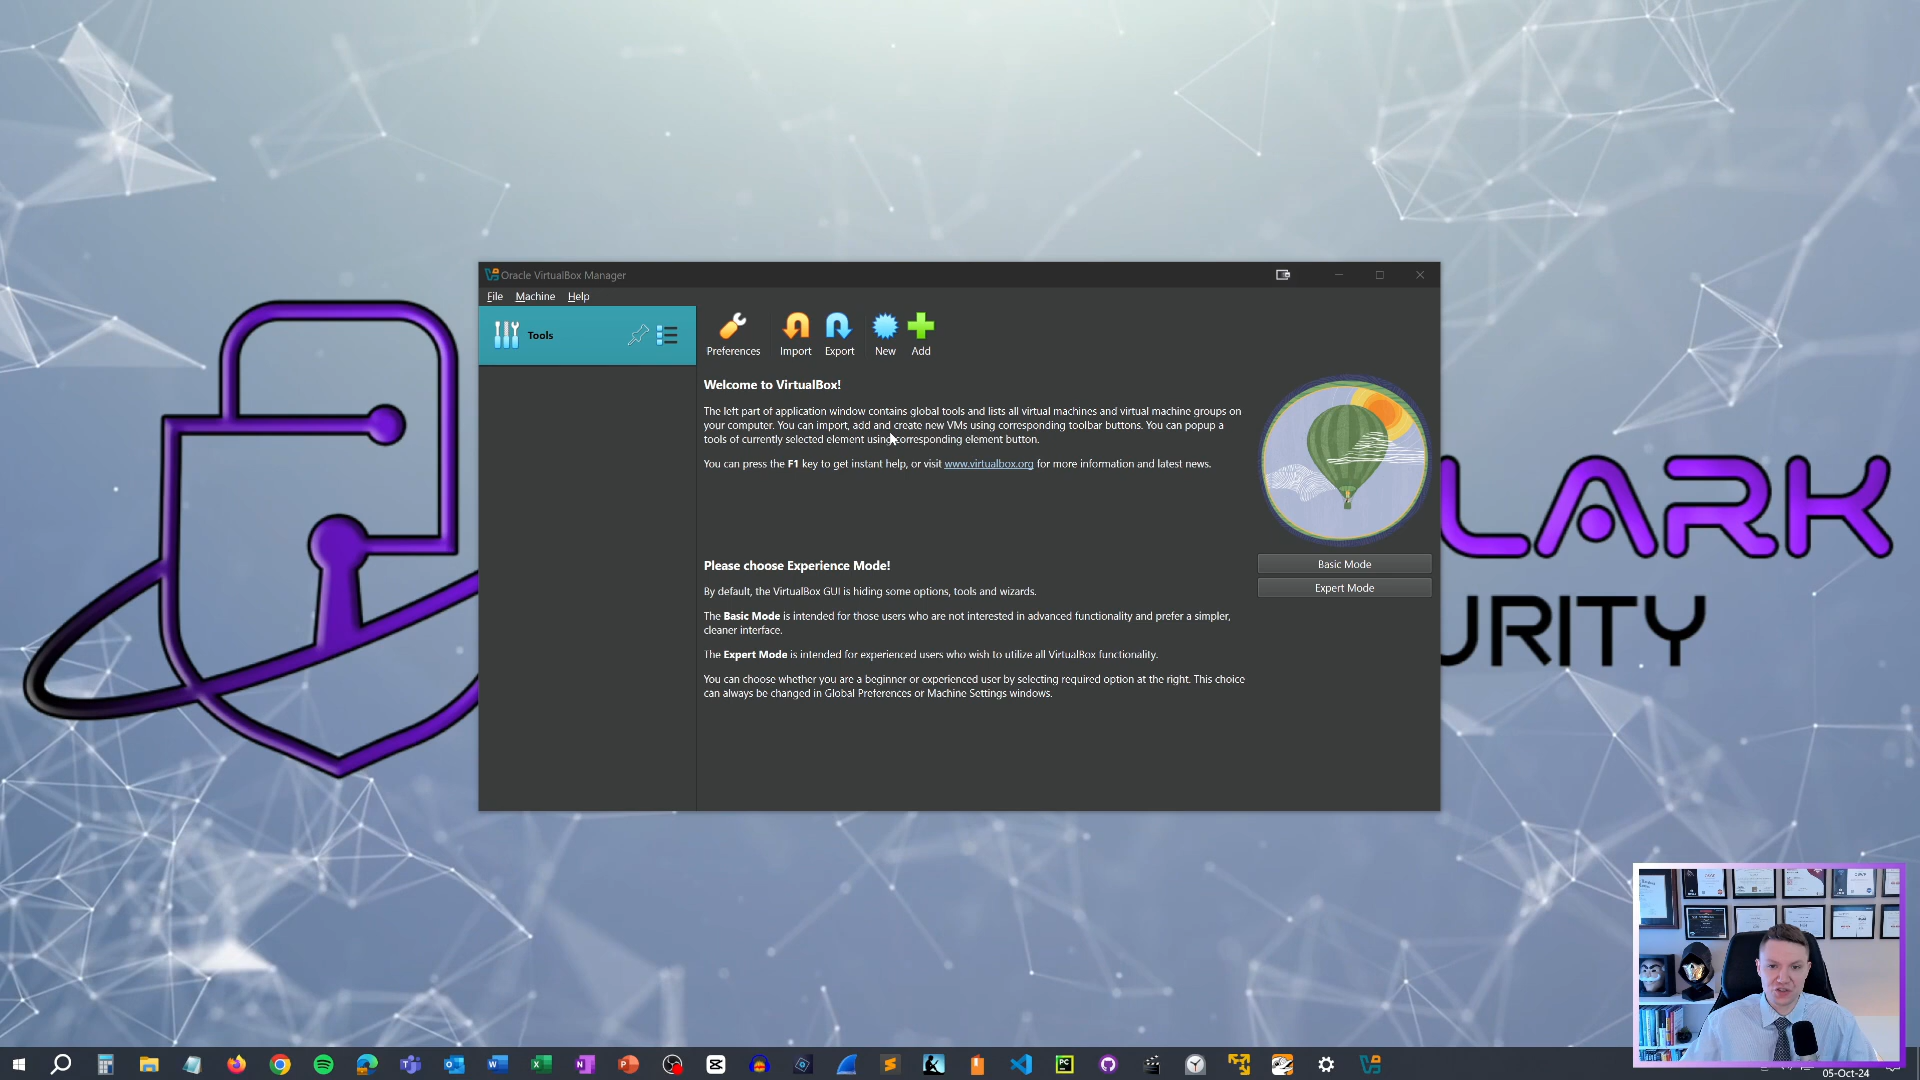 Oracle VirtualBox Manager
File Machine Help
Tools
Preferences Import Export New Add
Welcome to VirtualBox!
The left part of application window contains global tools and lists all virtual machines and virtual machine groups on
your computer. You can import, add and create new VMs using corresponding toolbar buttons. You can popup a
tools of currently selected element using corresponding element button.
You can press the F1 key to get instant help, or visit www.virtualbox.org for more information and latest news.
Please choose Experience Mode!
By default, the VirtualBox GUI is hiding some options, tools and wizards.
The Basic Mode is intended for those users who are not interested in advanced functionality and prefer a simpler,
cleaner interface.
The Expert Mode is intended for experienced users who wish to utilize all VirtualBox functionality.
You can choose whether you are a beginner or experienced user by selecting required option at the right. This choice
can always be changed in Global Preferences or Machine Settings windows.
Basic Mode
Expert Mode
LARK
URITY
05-Oct-24